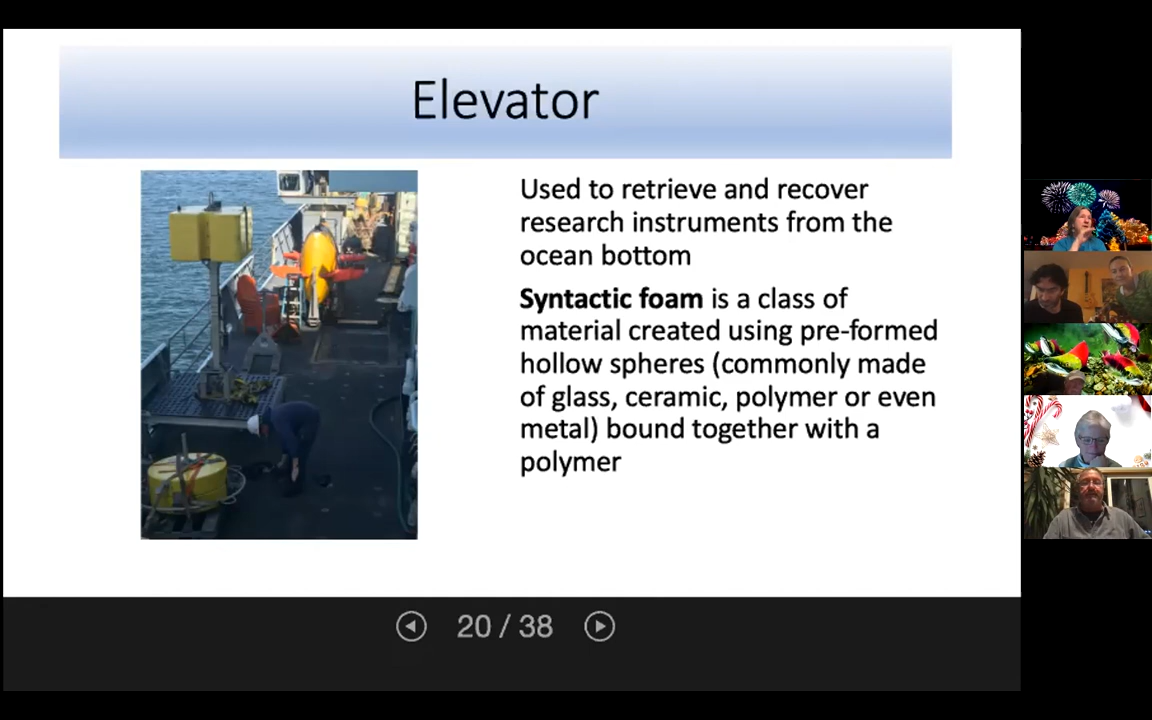 Elevator
Used to retrieve and recover
research instruments from the
ocean bottom
Syntactic foam is a class of
material created using pre-formed
hollow spheres (commonly made
of glass, ceramic, polymer or even
metal) bound together with a
polymer
20 / 38